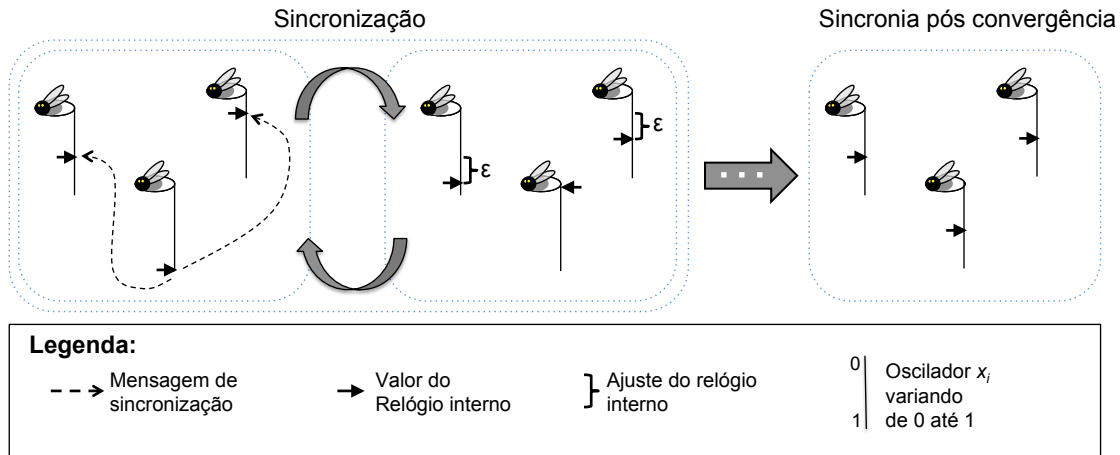 Sincronização
Sincronia pós convergência
ε
ε
Legenda:
Mensagem de
sincronização
Valor do
Relógio interno
Ajuste do relógio
interno
0
1
Oscilador xi
variando
de 0 até 1